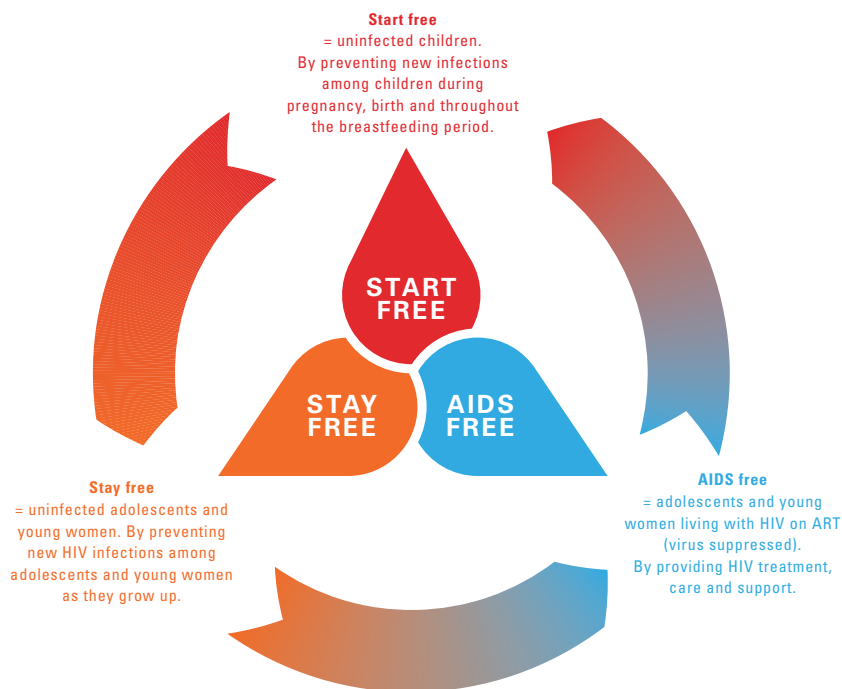 Start free
= uninfected children.
By preventing new infections
among children during
pregnancy, birth and throughout
the breastfeeding period.
START
FREE
STAY
FREE
AIDS
FREE
Stay free
= uninfected adolescents and
young women. By preventing
new HIV infections among
adolescents and young women
as they grow up.
AIDS free
= adolescents and young
women living with HIV on ART
(virus suppressed).
By providing HIV treatment,
care and support.